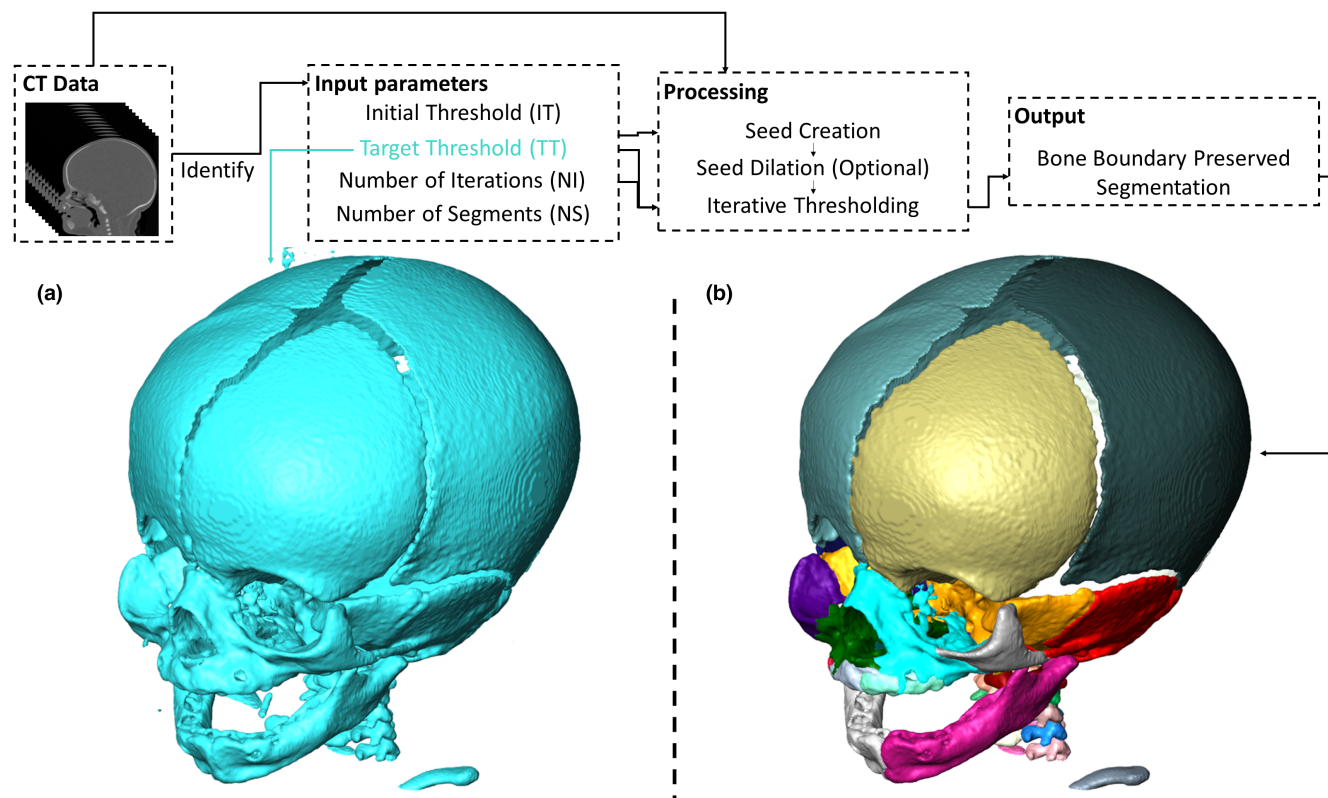 CT Data
Identify
Input parameters
Initial Threshold (IT)
Target Threshold (TT)
Number of Iterations (NI)
Number of Segments (NS)
Processing
Seed Creation
Seed Dilation (Optional)
Iterative Thresholding
Output
Bone Boundary Preserved
Segmentation
(a)
(b)